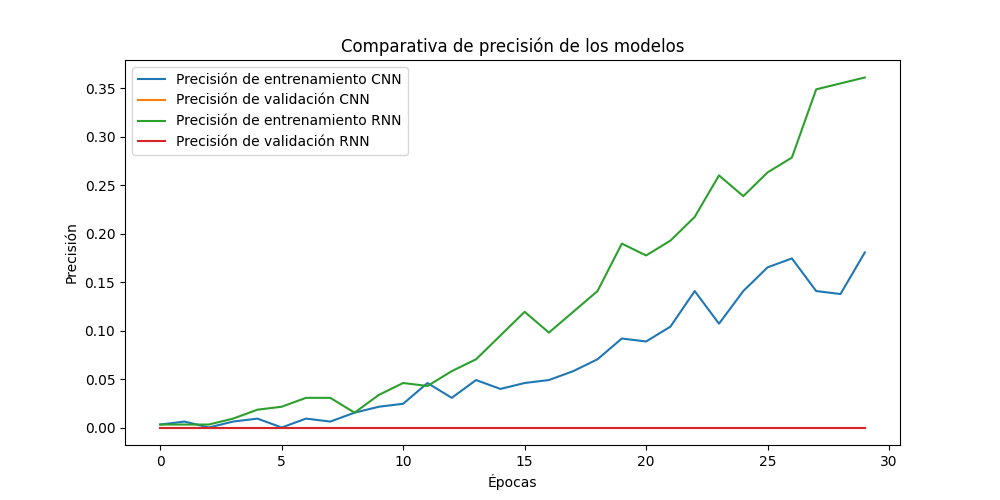 Comparativa de precisión de los modelos
Precisión de entrenamiento CNN
Precisión de validación CNN
Precisión de entrenamiento RNN
Precisión de validación RNN
0.35
0.30
0.25
0.20
0.15
0.10
0.05
0.00
Precisión
0 5 10 15 20 25 30
Épocas